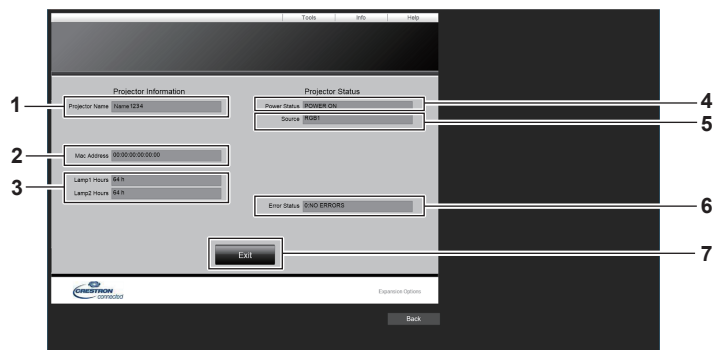 Tools Info Help
Projector Information
Projector Status
1
Projector Name Name1234
Power Status POWER ON
4
Source RGB1
5
2
Mac Address 00:00:00:00:00:00
3
Lamp1 Hours 64 h
Lamp2 Hours 64 h
Error Status 0:NO ERRORS
6
Exit
7
CRESTRON
connected
Expansion Options
Back